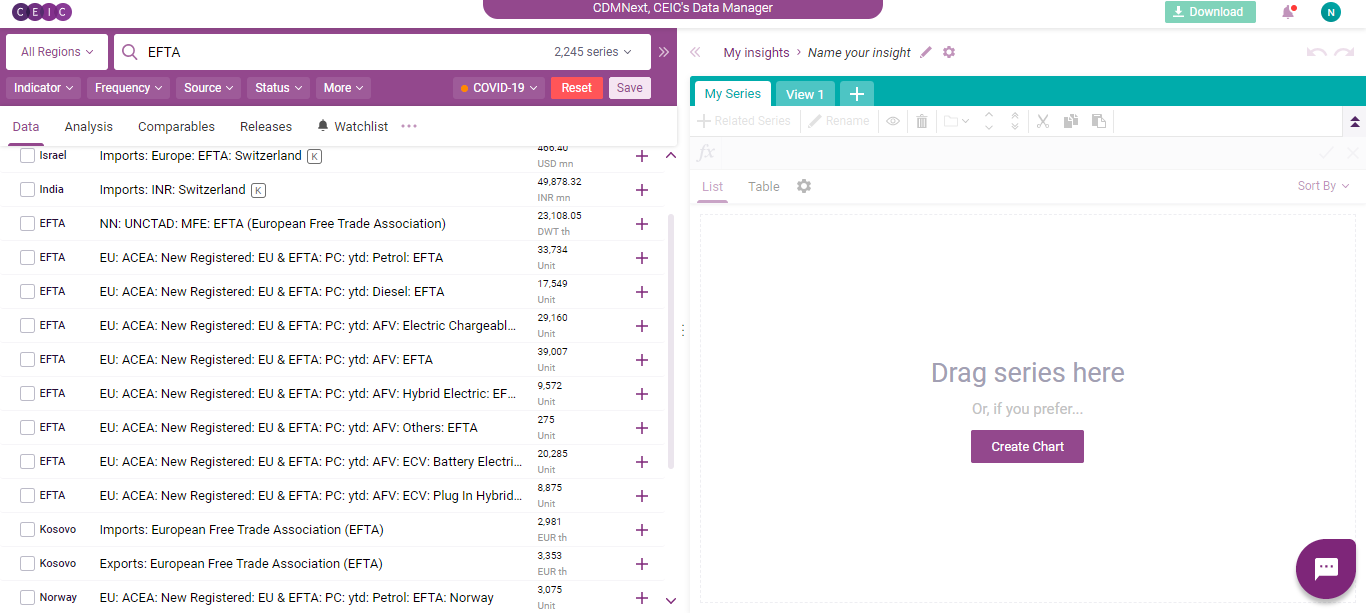 CEIC
CDMNext, CEIC's Data Manager
Download
N
All Regions
EFTA
2,245 series
My insights › Name your insight
Indicator
Frequency
Source
Status
More
COVID-19
Reset
Save
My Series
View 1
Related Series
Rename
Data
Analysis
Comparables
Releases
Watchlist
fx
List
Table
Sort By
Israel Imports: Europe: EFTA: Switzerland K 466.40
USD mn
India Imports: INR: Switzerland K 49,878.32
INR mn
EFTA NN: UNCTAD: MFE: EFTA (European Free Trade Association) 23,108.05
DWT th
EFTA EU: ACEA: New Registered: EU & EFTA: PC: ytd: Petrol: EFTA 33,734
Unit
EFTA EU: ACEA: New Registered: EU & EFTA: PC: ytd: Diesel: EFTA 17,549
Unit
EFTA EU: ACEA: New Registered: EU & EFTA: PC: ytd: AFV: Electric Chargeabl... 29,160
Unit
EFTA EU: ACEA: New Registered: EU & EFTA: PC: ytd: AFV: EFTA 39,007
Unit
EFTA EU: ACEA: New Registered: EU & EFTA: PC: ytd: AFV: Hybrid Electric: EF... 9,572
Unit
EFTA EU: ACEA: New Registered: EU & EFTA: PC: ytd: AFV: Others: EFTA 275
Unit
EFTA EU: ACEA: New Registered: EU & EFTA: PC: ytd: AFV: ECV: Battery Electri... 20,285
Unit
EFTA EU: ACEA: New Registered: EU & EFTA: PC: ytd: AFV: ECV: Plug In Hybrid... 8,875
Unit
Kosovo Imports: European Free Trade Association (EFTA) 2,981
EUR th
Kosovo Exports: European Free Trade Association (EFTA) 3,353
EUR th
Norway EU: ACEA: New Registered: EU & EFTA: PC: ytd: Petrol: EFTA: Norway 3,075
Unit
Drag series here
Or, if you prefer...
Create Chart